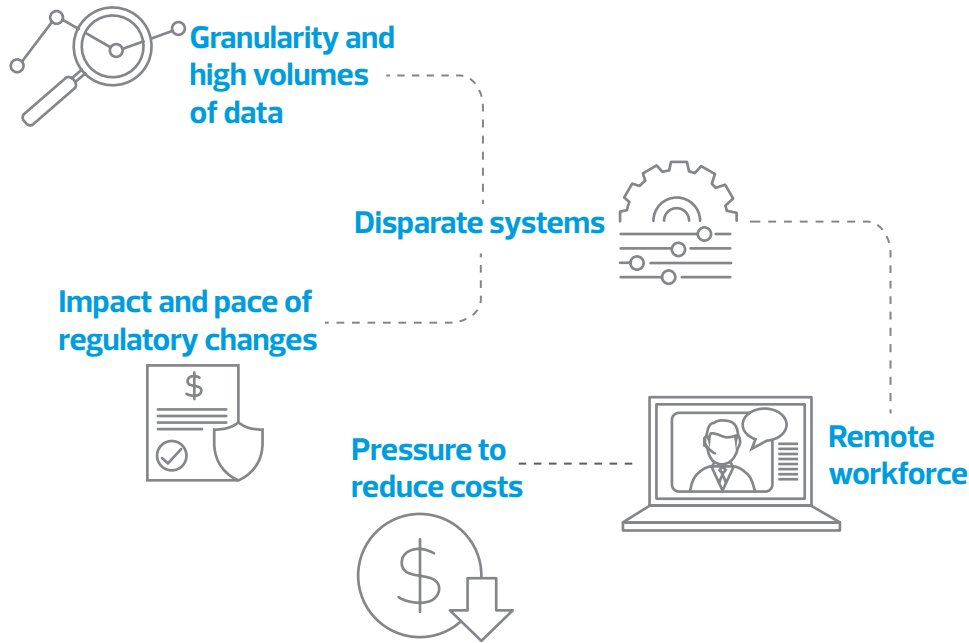 Granularity and
high volumes
of data
Disparate systems
Impact and pace of
regulatory changes
$
Remote
workforce
Pressure to
reduce costs
$